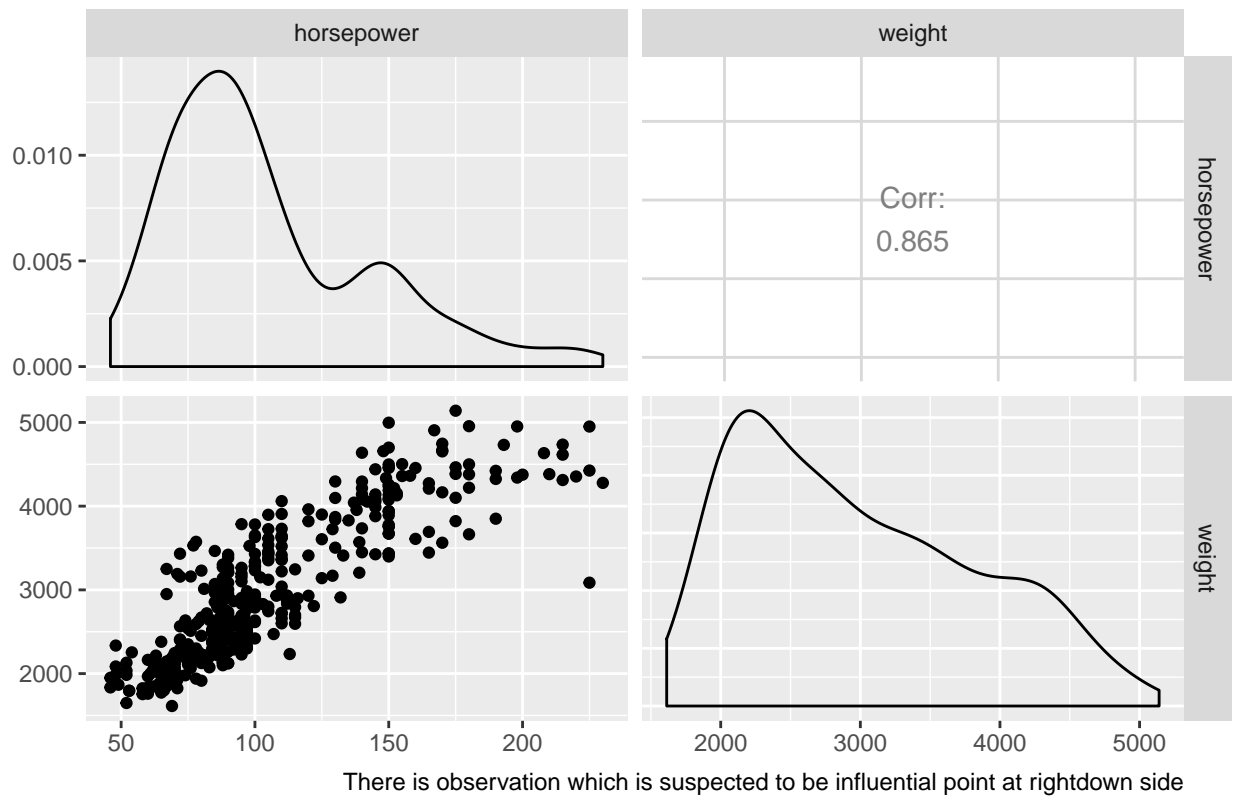 horsepower
weight
0.010
0.005
0.000
Corr:
0.865
horsepower
5000
4000
3000
2000
weight
50
100
150
200
2000
3000
4000
5000
There is observation which is suspected to be influential point at rightdown side